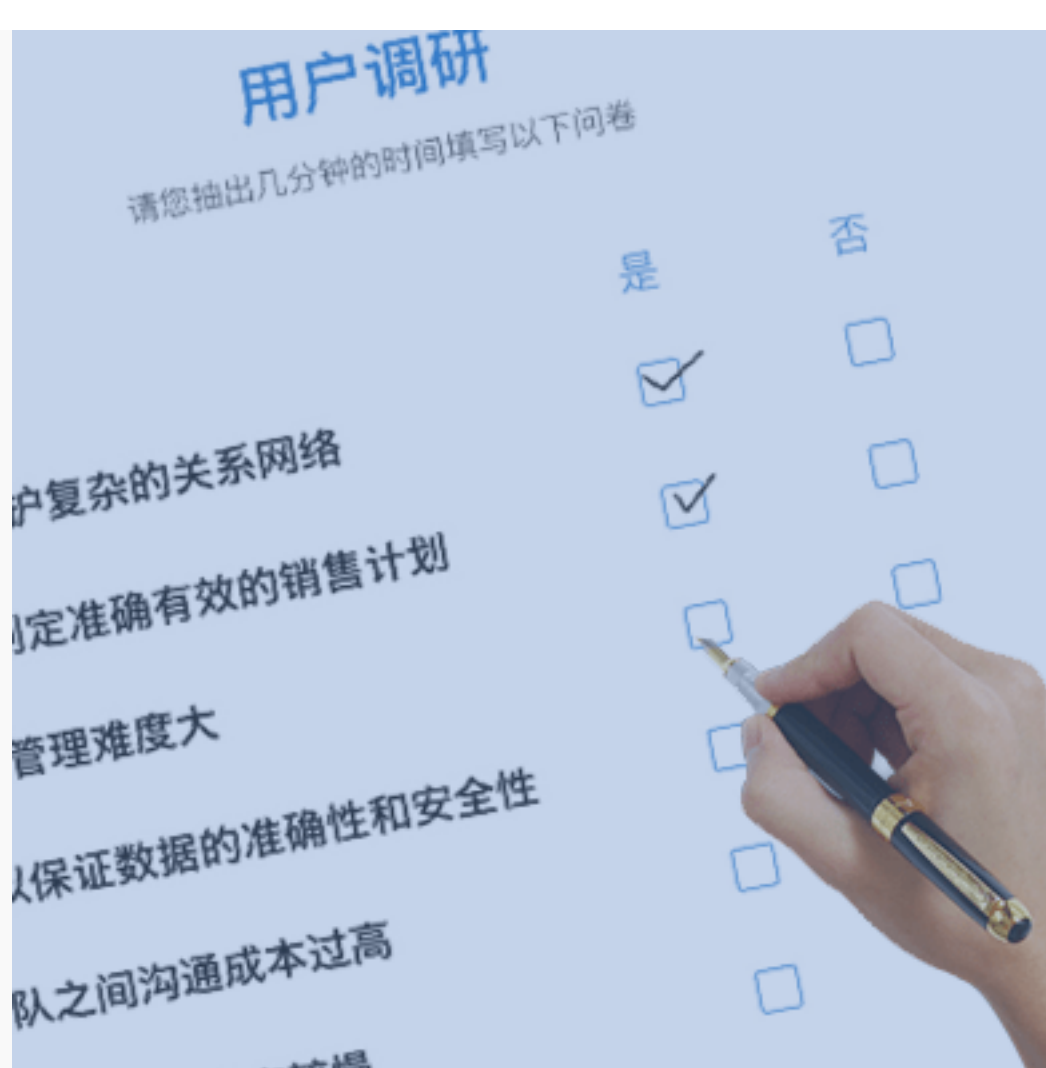 用户调研
请您抽出几分钟的时间填写以下问卷
是 否
护复杂的关系网络
制定准确有效的销售计划
管理难度大
以保证数据的准确性和安全性
队之间沟通成本过高